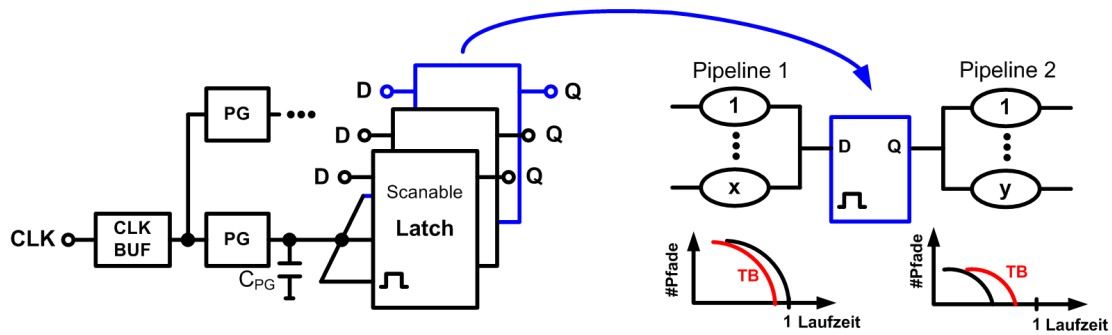 CLK
CLK
BUF
PG
PG
C_PG
D
Q
D
Q
D
Q
Scanable
Latch
Pipeline 1
1
x
D
Q
Pipeline 2
1
y
#Pfade
TB
1 Laufzeit
#Pfade
TB
1 Laufzeit